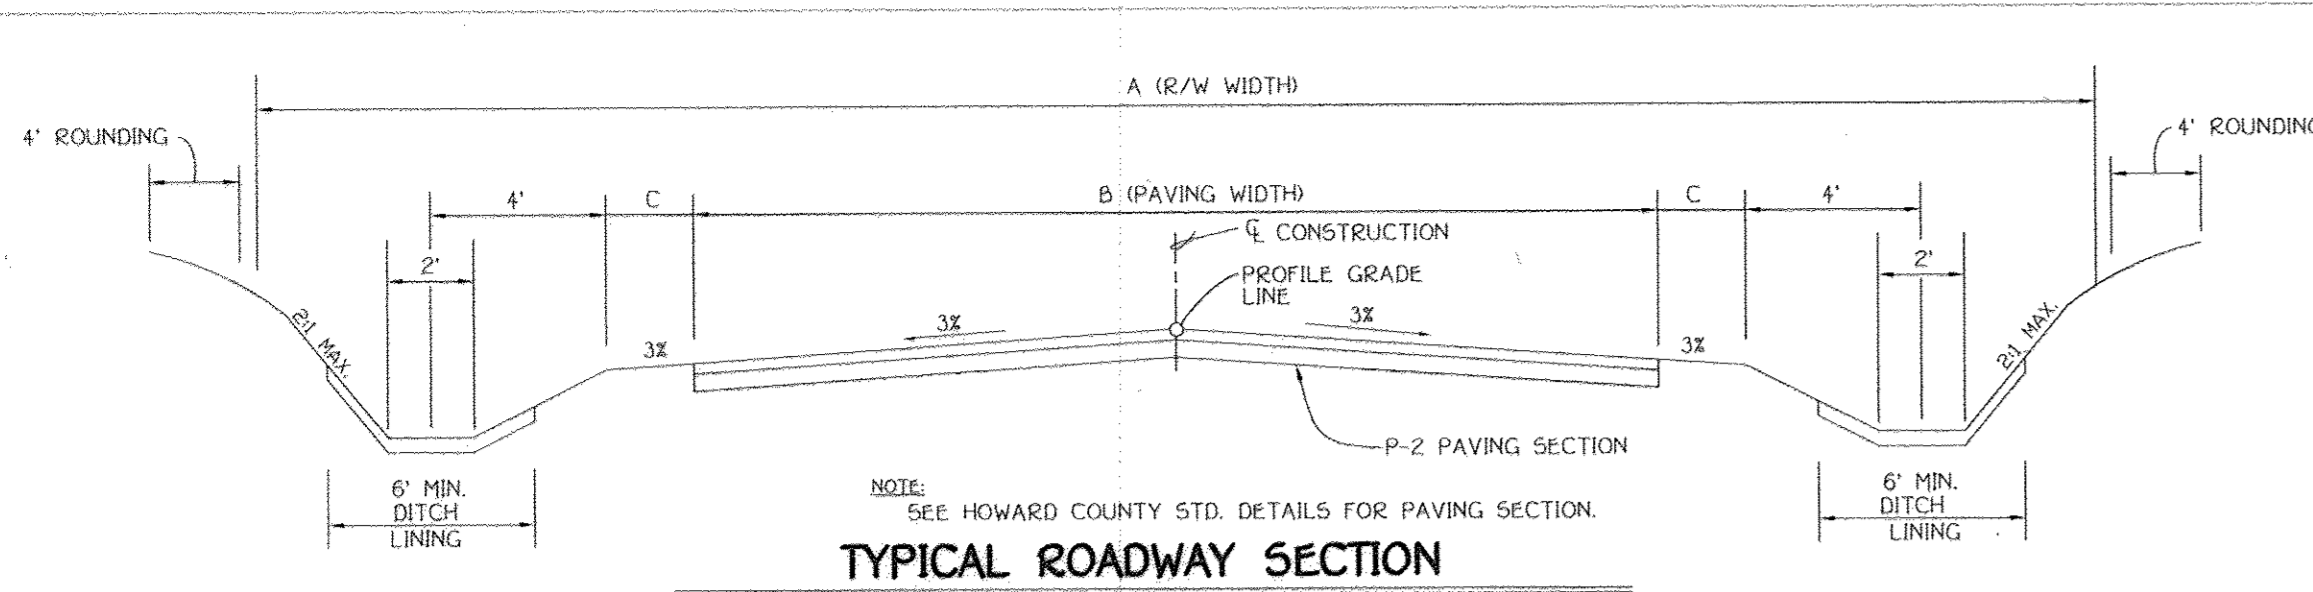 A (R/W WIDTH)
4' ROUNDING
4' ROUNDING
4'
C
B (PAVING WIDTH)
C
4'
℄ CONSTRUCTION
2'
PROFILE GRADE
LINE
2'
2:1 MAX.
3%
3%
3%
3%
2:1 MAX.
P-2 PAVING SECTION
6' MIN.
DITCH
LINING
NOTE:
SEE HOWARD COUNTY STD. DETAILS FOR PAVING SECTION.
6' MIN.
DITCH
LINING
TYPICAL ROADWAY SECTION